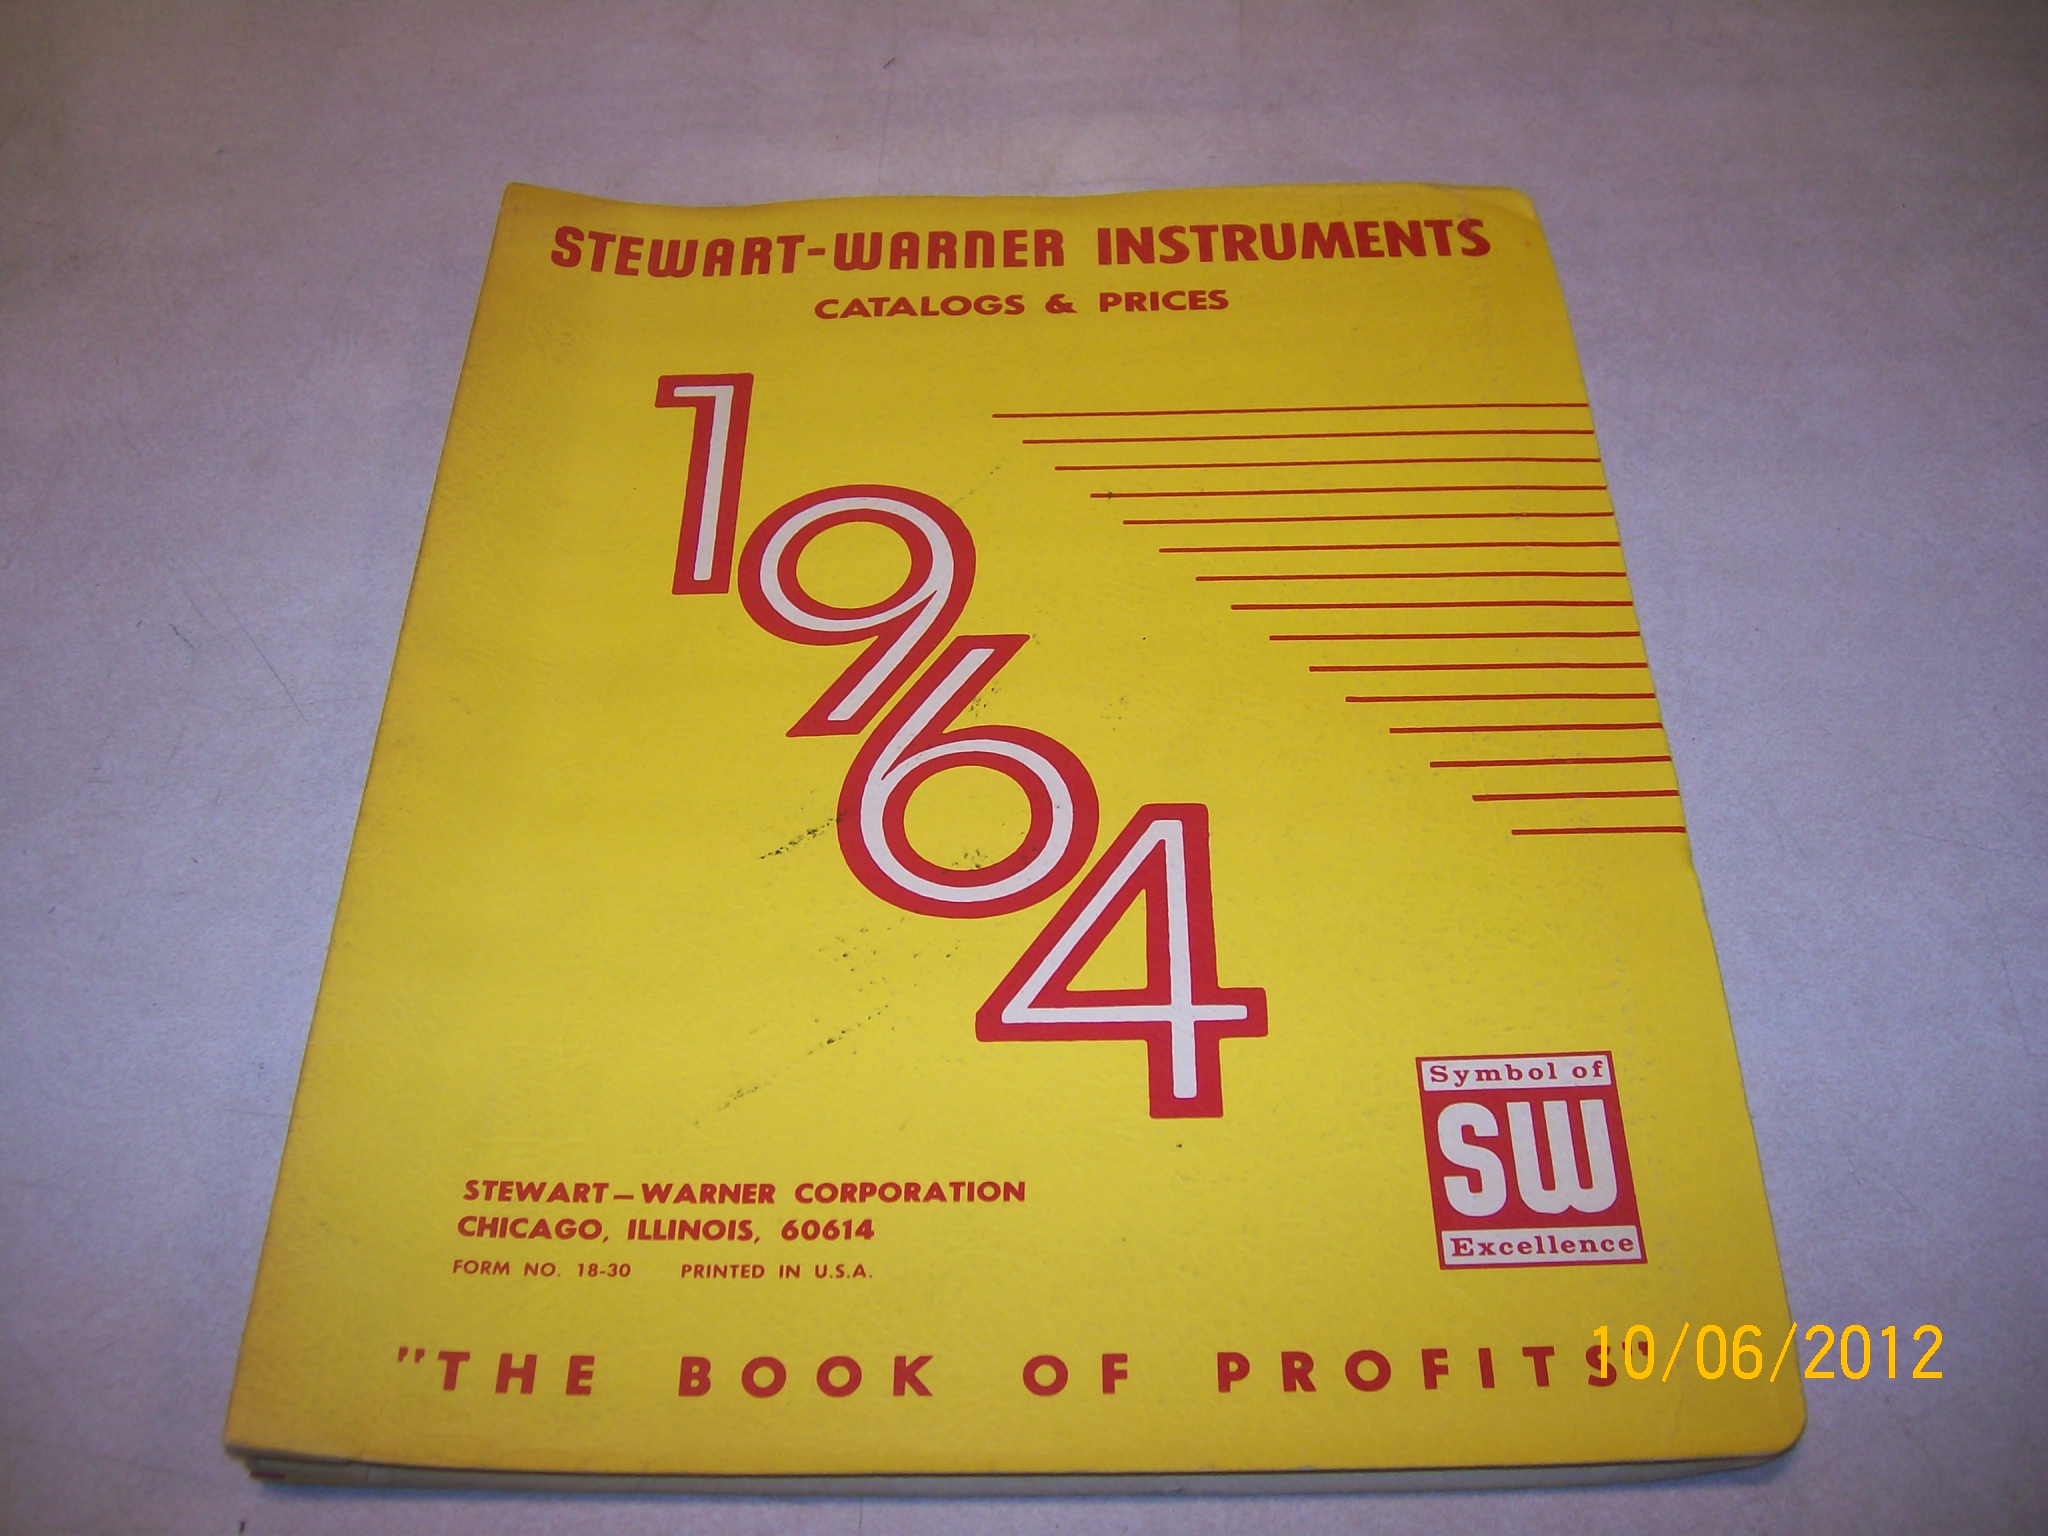 STEWART-WARNER INSTRUMENTS
CATALOGS & PRICES
1964
Symbol of
SW
Excellence
STEWART-WARNER CORPORATION
CHICAGO, ILLINOIS, 60614
FORM NO. 18-30 PRINTED IN U.S.A.
"THE BOOK OF PROFITS"
10/06/2012